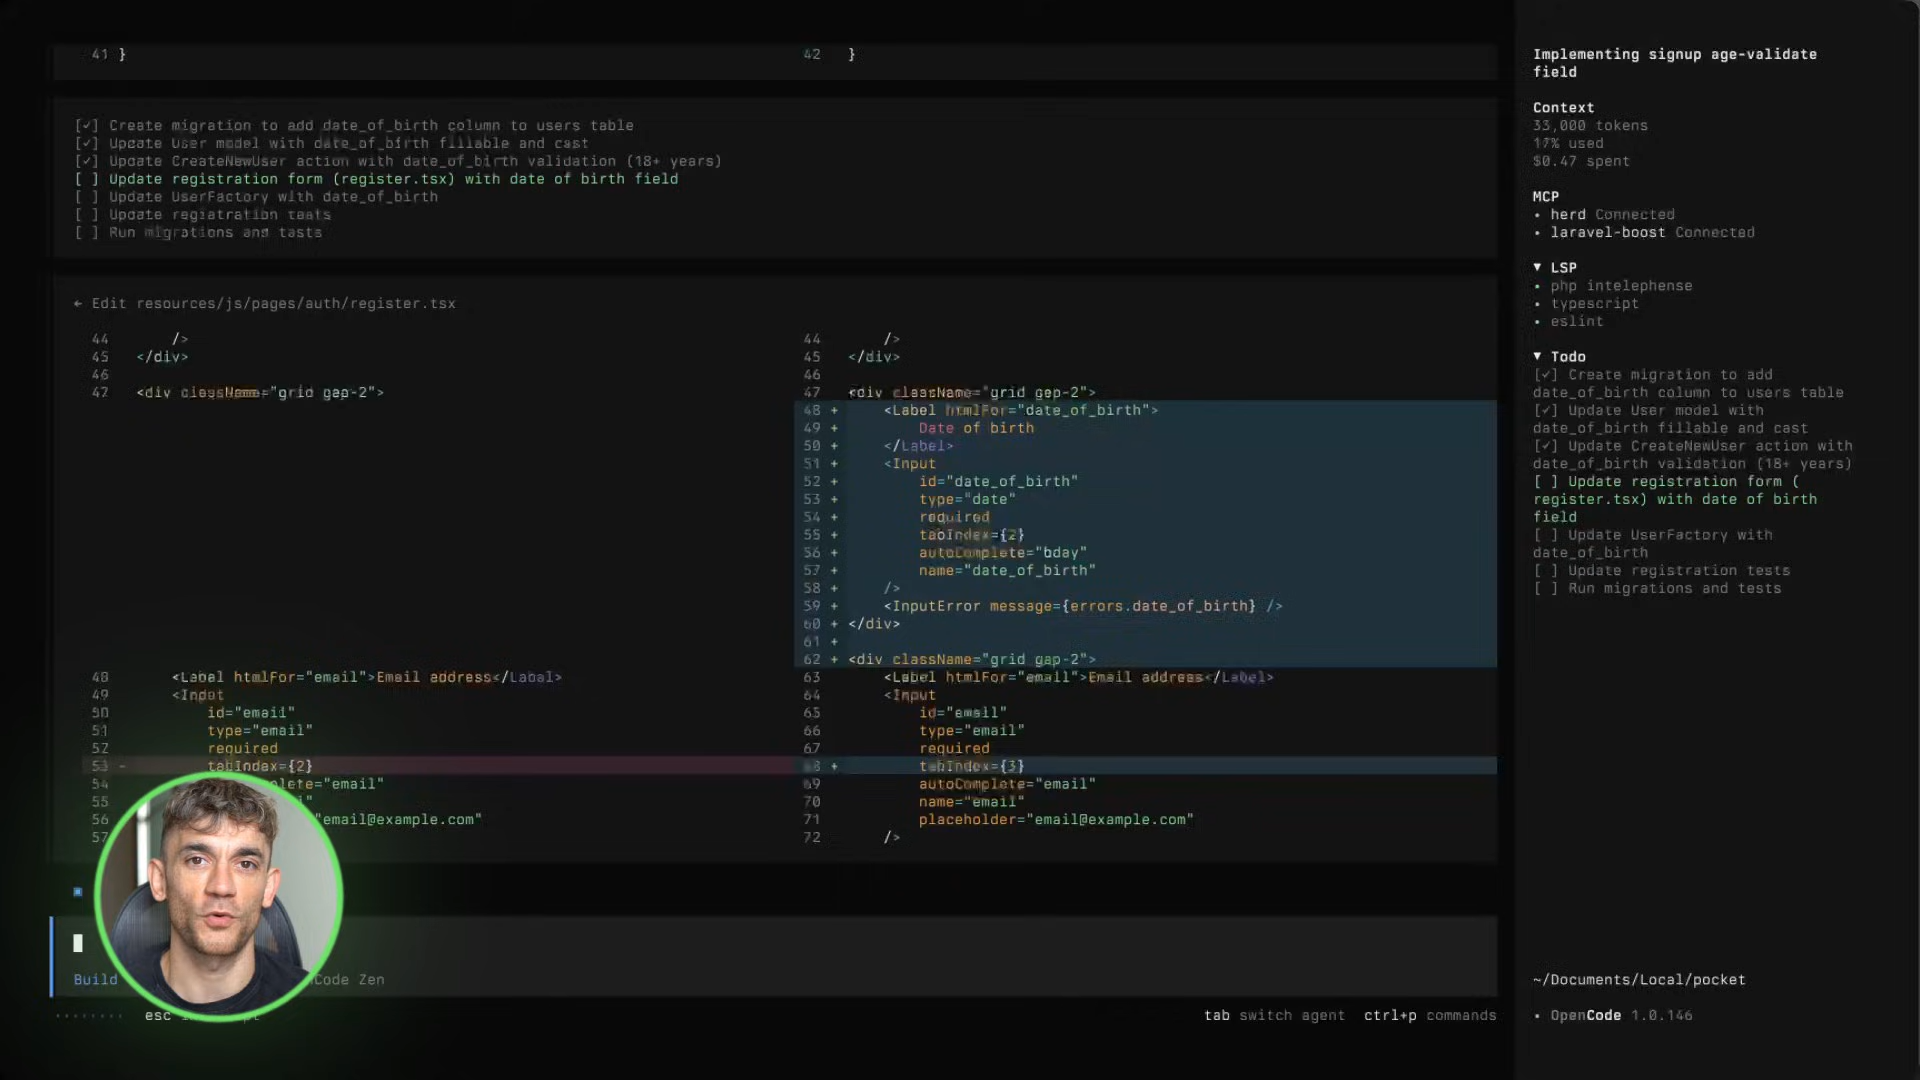 41 }
42 }
[✓] Create migration to add date_of_birth column to users table
[✓] Update User model with date_of_birth fillable and cast
[✓] Update CreateNewUser action with date_of_birth validation (18+ years)
[ ] Update registration form (register.tsx) with date of birth field
[ ] Update UserFactory with date_of_birth
[ ] Update registration tests
[ ] Run migrations and tests
← Edit resources/js/pages/auth/register.tsx
44 />
45 </div>
46
47 <div className="grid gap-2">
48 <Label htmlFor="email">Email address</Label>
49 <Input
50 id="email"
51 type="email"
52 required
53 - tabIndex={2}
54 "email"
55
56 "email@example.com"
57
44 />
45 </div>
46
47 <div className="grid gap-2">
48 + <Label htmlFor="date_of_birth">
49 + Date of birth
50 + </Label>
51 + <Input
52 + id="date_of_birth"
53 + type="date"
54 + required
55 + tabIndex={2}
56 + autoComplete="bday"
57 + name="date_of_birth"
58 + />
59 + <InputError message={errors.date_of_birth} />
60 + </div>
61 +
62 + <div className="grid gap-2">
63 <Label htmlFor="email">Email address</Label>
64 <Input
65 id="email"
66 type="email"
67 required
68 + tabIndex={3}
69 autoComplete="email"
70 name="email"
71 placeholder="email@example.com"
72 />
Build Code Zen
esc
tab switch agent ctrl+p commands
Implementing signup age-validate
field
Context
33,000 tokens
17% used
$0.47 spent
MCP
• herd Connected
• laravel-boost Connected
▼ LSP
• php intelephense
• typescript
• eslint
▼ Todo
[✓] Create migration to add
date_of_birth column to users table
[✓] Update User model with
date_of_birth fillable and cast
[✓] Update CreateNewUser action with
date_of_birth validation (18+ years)
[ ] Update registration form (
register.tsx) with date of birth
field
[ ] Update UserFactory with
date_of_birth
[ ] Update registration tests
[ ] Run migrations and tests
~/Documents/Local/pocket
• OpenCode 1.0.146